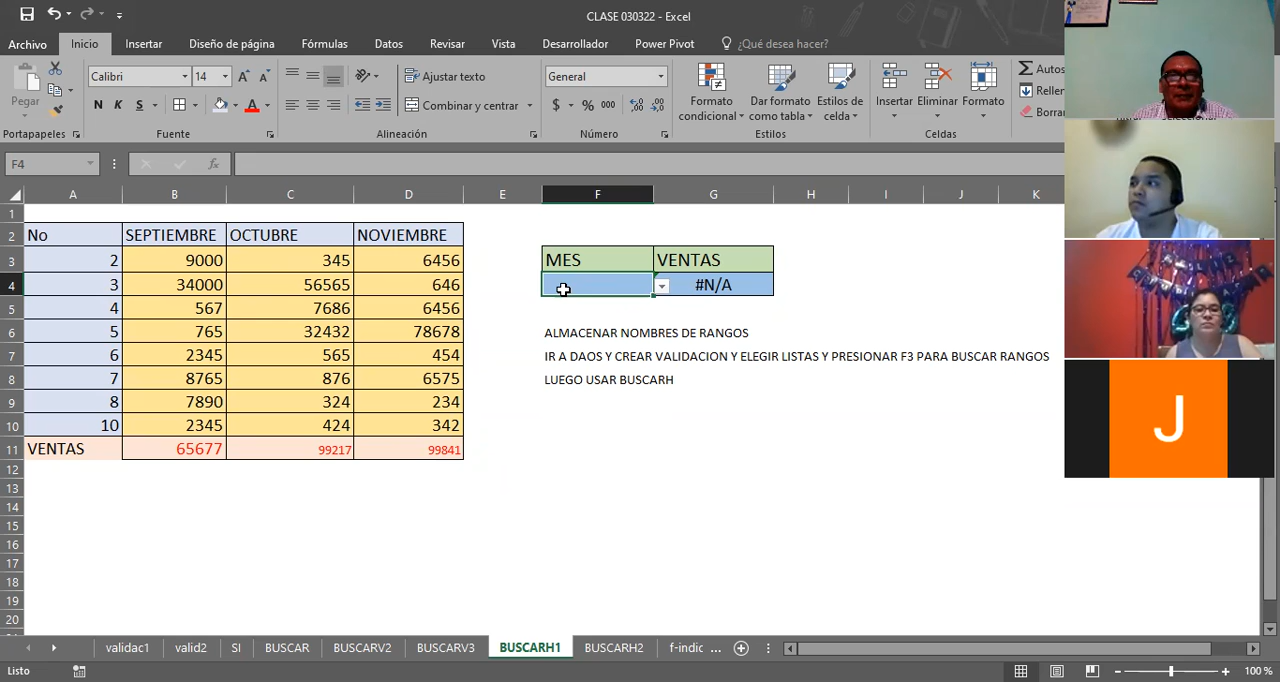 CLASE 030322 - Excel
Archivo Inicio Insertar Diseño de página Fórmulas Datos Revisar Vista Desarrollador Power Pivot ¿Qué desea hacer?
Pegar
Calibri 14
N K S
Ajustar texto
Combinar y centrar
General
$ % 000
Formato condicional
Dar formato como tabla
Estilos de celda
Insertar Eliminar Formato
Autos
Rellen
Borra
Portapapeles Fuente Alineación Número Estilos Celdas
F4 fx
A B C D E F G H I J K
1
2 No SEPTIEMBRE OCTUBRE NOVIEMBRE
3 2 9000 345 6456 MES VENTAS
4 3 34000 56565 646 #N/A
5 4 567 7686 6456
6 5 765 32432 78678 ALMACENAR NOMBRES DE RANGOS
7 6 2345 565 454 IR A DAOS Y CREAR VALIDACION Y ELEGIR LISTAS Y PRESIONAR F3 PARA BUSCAR RANGOS
8 7 8765 876 6575 LUEGO USAR BUSCARH
9 8 7890 324 234
10 10 2345 424 342
11 VENTAS 65677 99217 99841
12
13
14
15
16
17
18
19
20
J
validac1 valid2 SI BUSCAR BUSCARV2 BUSCARV3 BUSCARH1 BUSCARH2 f-indic ...
Listo 100 %